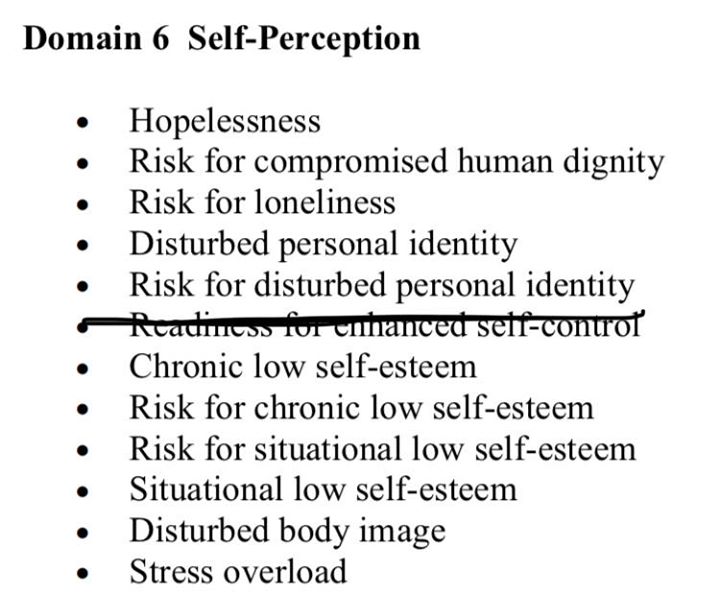 Domain 6 Self-Perception
• Hopelessness
• Risk for compromised human dignity
• Risk for loneliness
• Disturbed personal identity
• Risk for disturbed personal identity
• Readiness for enhanced self-control
• Chronic low self-esteem
• Risk for chronic low self-esteem
• Risk for situational low self-esteem
• Situational low self-esteem
• Disturbed body image
• Stress overload